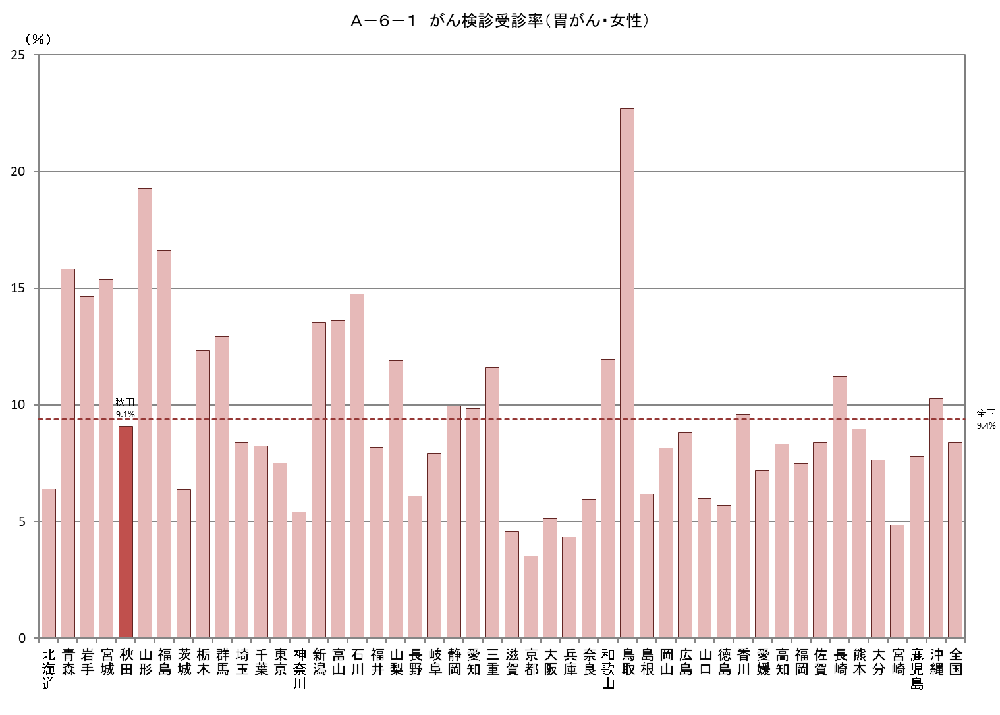 Ａ－６－１　がん検診受診率（胃がん・女性）
（％）
25
20
15
10
5
0
秋田
9.1%
全国
9.4%
北海道
青森
岩手
宮城
秋田
山形
福島
茨城
栃木
群馬
埼玉
千葉
東京
神奈川
新潟
富山
石川
福井
山梨
長野
岐阜
静岡
愛知
三重
滋賀
京都
大阪
兵庫
奈良
和歌山
鳥取
島根
岡山
広島
山口
徳島
香川
愛媛
高知
福岡
佐賀
長崎
熊本
大分
宮崎
鹿児島
沖縄
全国